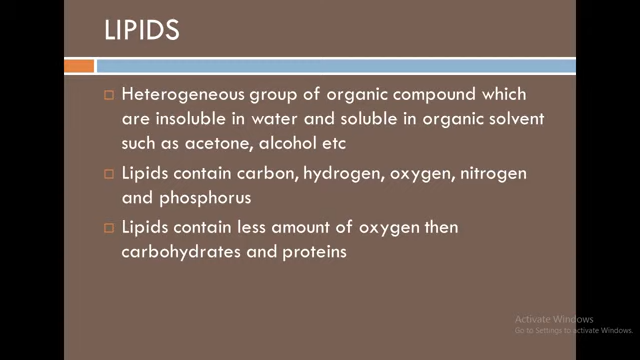 LIPIDS
Heterogeneous group of organic compound which
are insoluble in water and soluble in organic solvent
such as acetone, alcohol etc
Lipids contain carbon, hydrogen, oxygen, nitrogen
and phosphorus
Lipids contain less amount of oxygen then
carbohydrates and proteins
Activate Windows
Go to Settings to activate Windows.